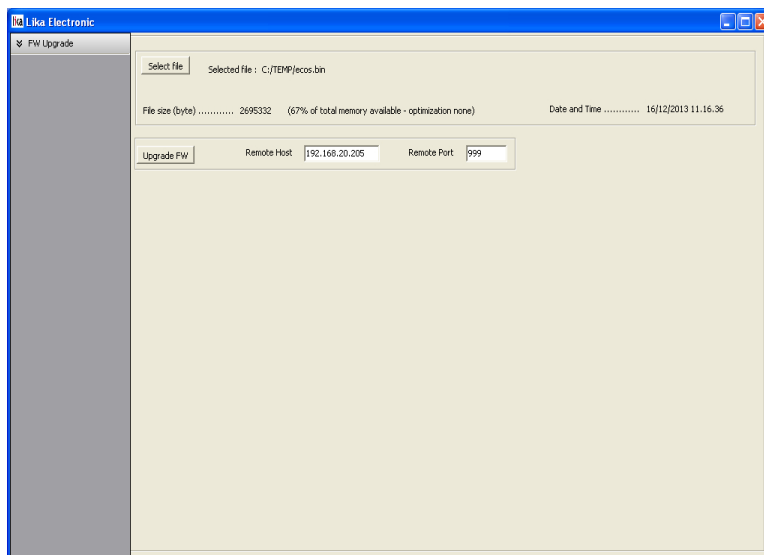 lika Lika Electronic
FW Upgrade
Select file Selected file : C:/TEMP/ecos.bin
File size (byte) ............ 2695332 (67% of total memory available - optimization none) Date and Time ............ 16/12/2013 11.16.36
Upgrade FW Remote Host 192.168.20.205 Remote Port 999